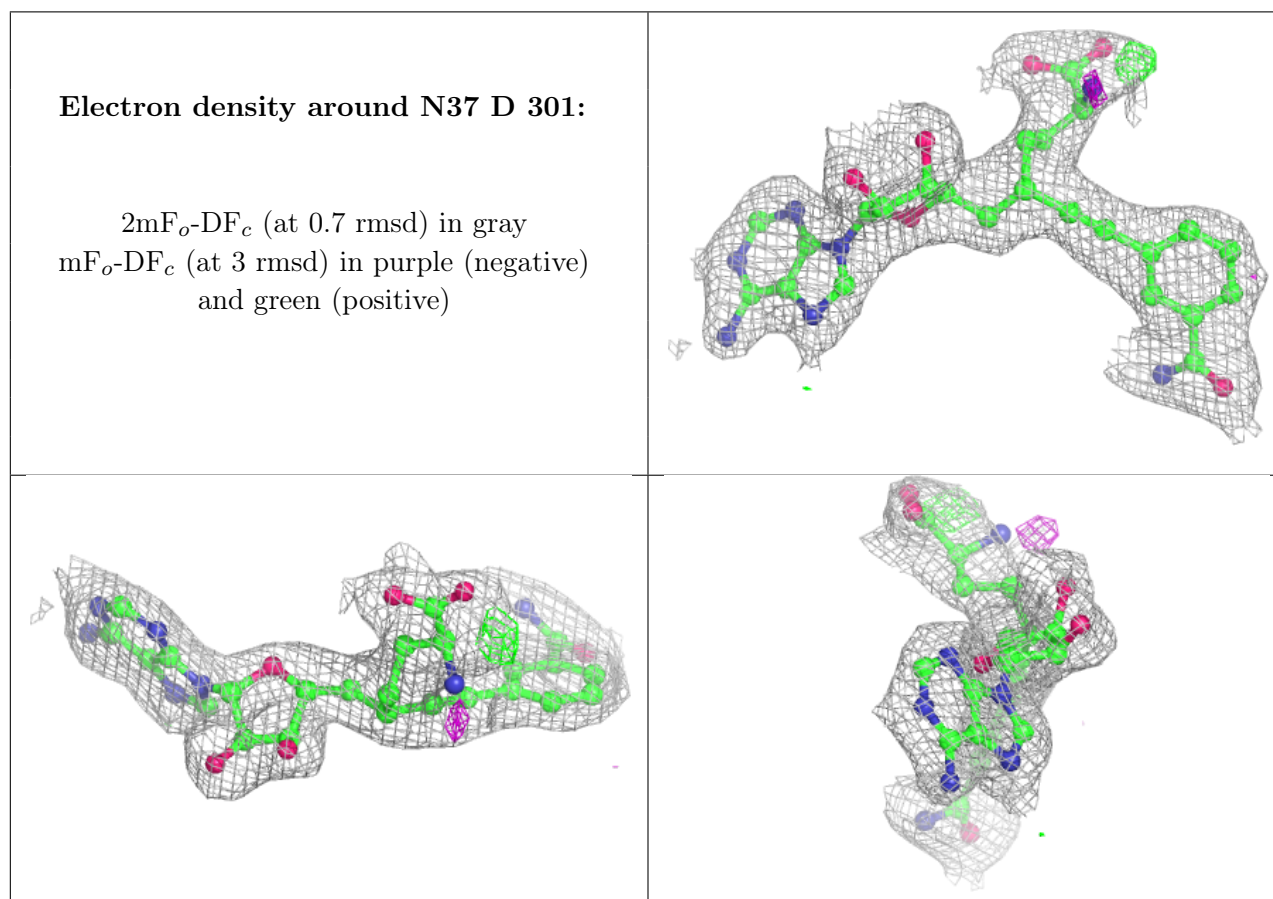 Electron density around N37 D 301:
2mFo-DFc (at 0.7 rmsd) in gray
mFo-DFc (at 3 rmsd) in purple (negative)
and green (positive)